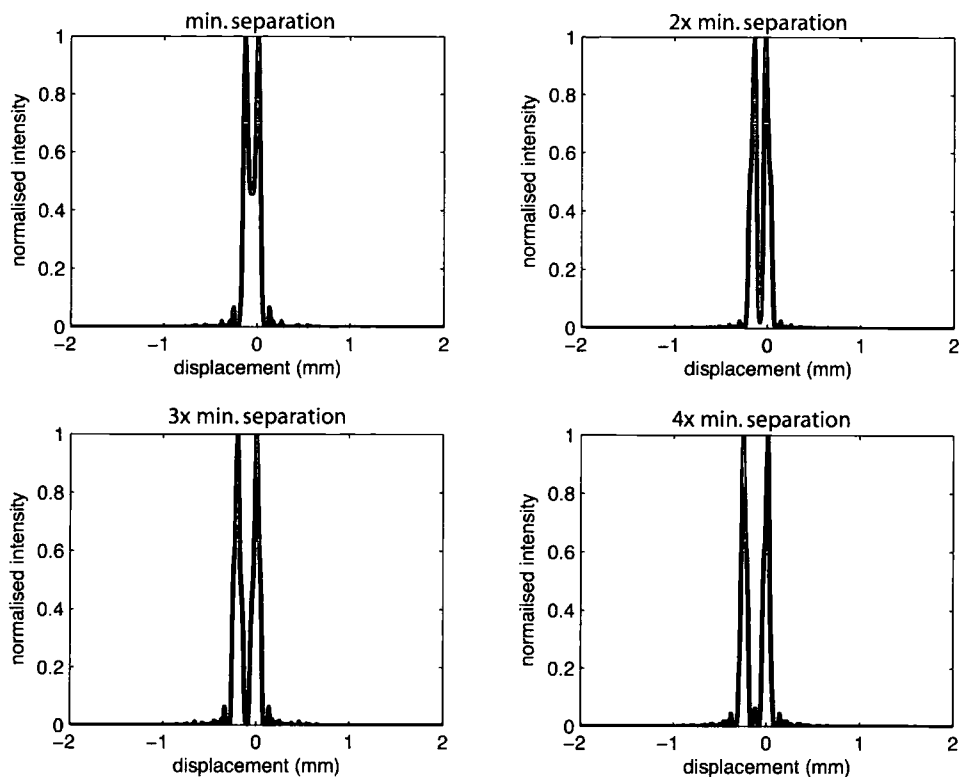 min. separation
1
0.8
0.6
0.4
0.2
0
normalised intensity
−2 −1 0 1 2
displacement (mm)
2x min. separation
1
0.8
0.6
0.4
0.2
0
normalised intensity
−2 −1 0 1 2
displacement (mm)
3x min. separation
1
0.8
0.6
0.4
0.2
0
normalised intensity
−2 −1 0 1 2
displacement (mm)
4x min. separation
1
0.8
0.6
0.4
0.2
0
normalised intensity
−2 −1 0 1 2
displacement (mm)